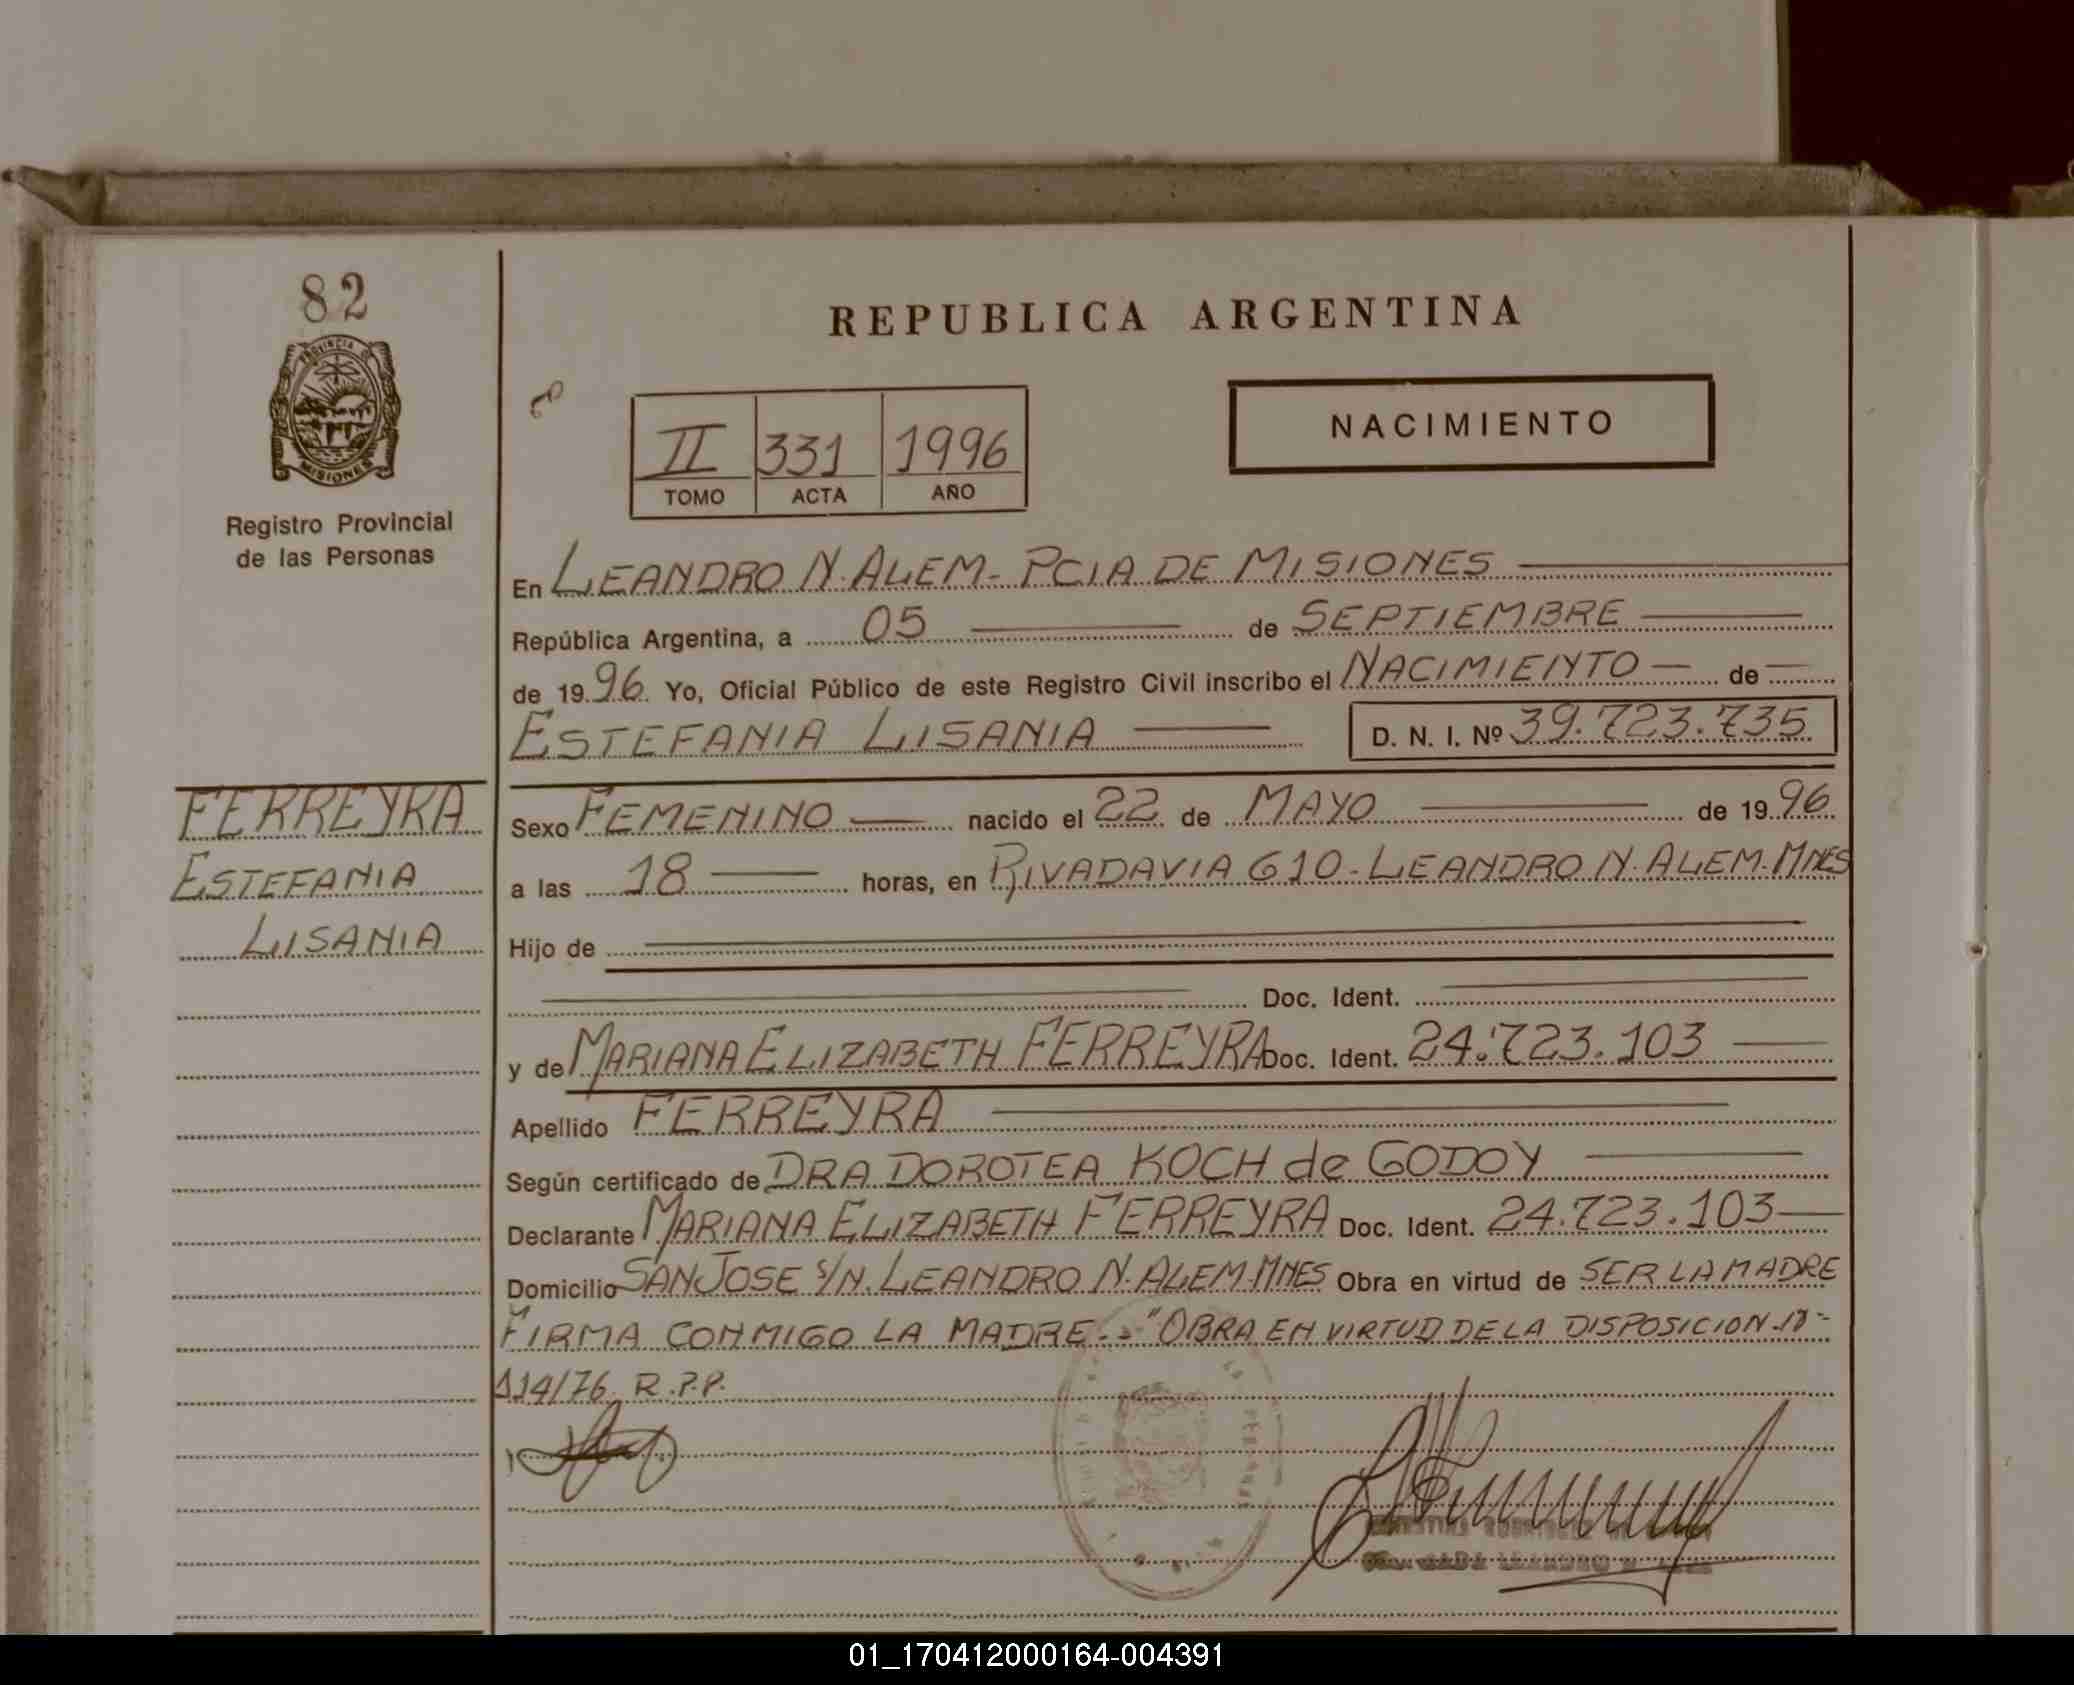 82
PROVINCIA DE
MISIONES
Registro Provincial
de las Personas
FERREYRA
ESTEFANIA
LISANIA
REPUBLICA ARGENTINA
II 331 1996
TOMO ACTA AÑO
NACIMIENTO
En LEANDRO N. ALEM - PCIA DE MISIONES
República Argentina, a 05 de SEPTIEMBRE
de 1996. Yo, Oficial Público de este Registro Civil inscribo el NACIMIENTO de
ESTEFANIA LISANIA D. N. I. Nº 39.723.735
Sexo FEMENINO nacido el 22 de MAYO de 1996
a las 18 horas, en RIVADAVIA 610 - LEANDRO N. ALEM - MNES
Hijo de
Doc. Ident.
y de MARIANA ELIZABETH FERREYRA Doc. Ident. 24.723.103
Apellido FERREYRA
Según certificado de DRA DOROTEA KOCH de GODOY
Declarante MARIANA ELIZABETH FERREYRA Doc. Ident. 24.723.103
Domicilio SAN JOSE S/N. LEANDRO N. ALEM - MNES Obra en virtud de SER LA MADRE
FIRMA CONMIGO LA MADRE.- "OBRA EN VIRTUD DE LA DISPOSICION
114/76 R.P.P.
01_170412000164-004391